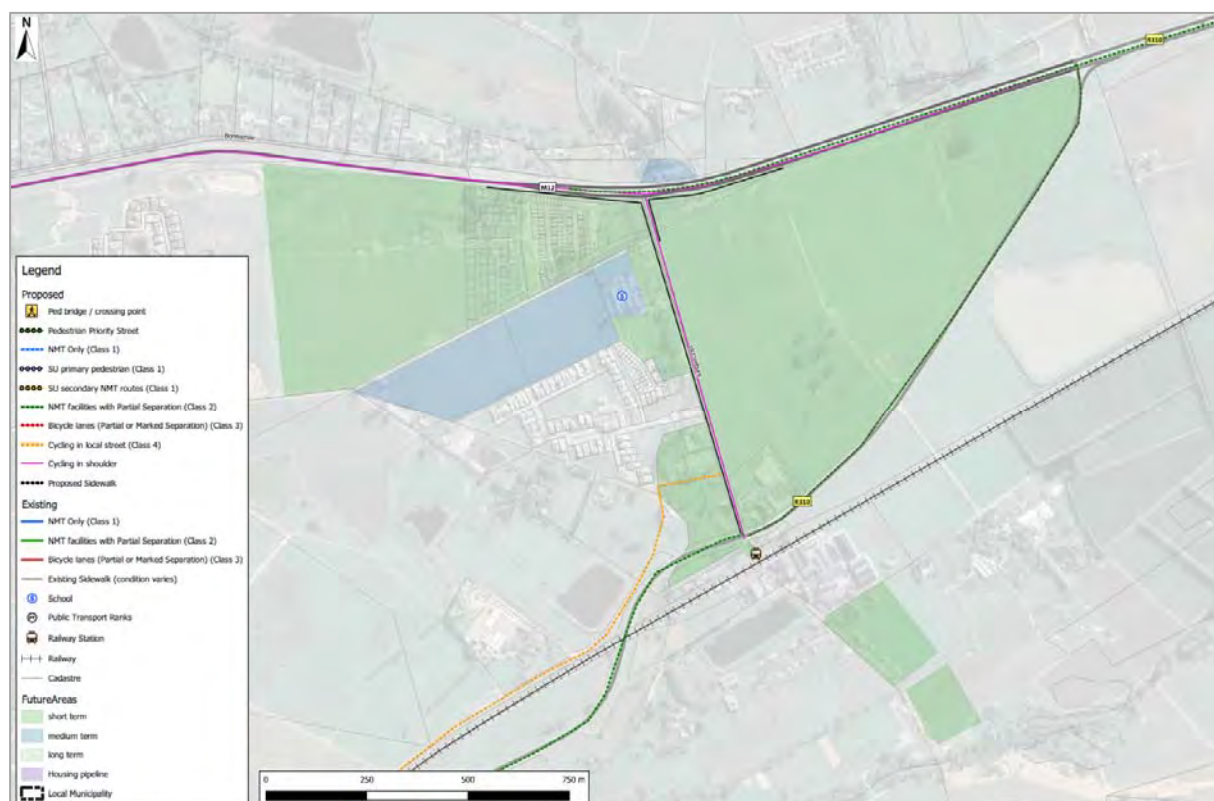 N
R310
M12
S
R310
Legend
Proposed
Ped bridge / crossing point
Pedestrian Priority Street
NMT Only (Class 1)
SU primary pedestrian (Class 1)
SU secondary NMT routes (Class 1)
NMT facilities with Partial Separation (Class 2)
Bicycle lanes (Partial or Marked Separation) (Class 3)
Cycling in local street (Class 4)
Cycling in shoulder
Proposed Sidewalk
Existing
NMT Only (Class 1)
NMT facilities with Partial Separation (Class 2)
Bicycle lanes (Partial or Marked Separation) (Class 3)
Existing Sidewalk (condition varies)
School
Public Transport Ranks
Railway Station
Railway
Cadastre
FutureAreas
short term
medium term
long term
Housing pipeline
Local Municipality
0 250 500 750 m